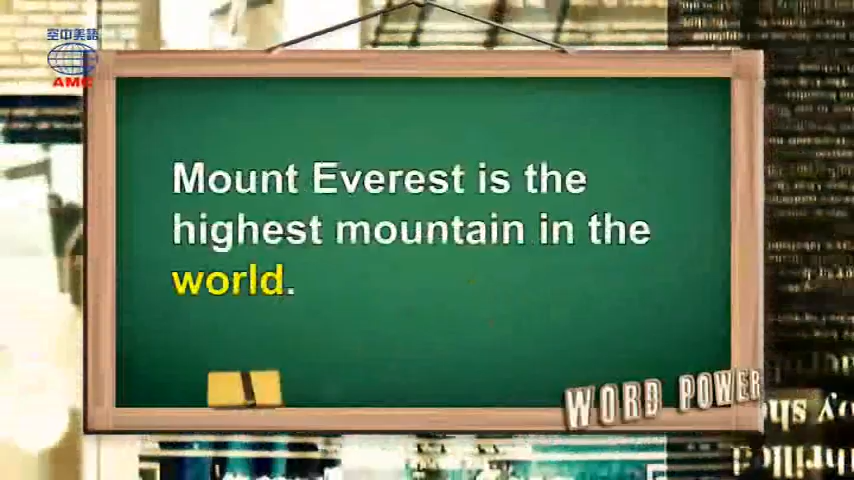 空中美語
AMC
Mount Everest is the
highest mountain in the
world.
WORD POWER